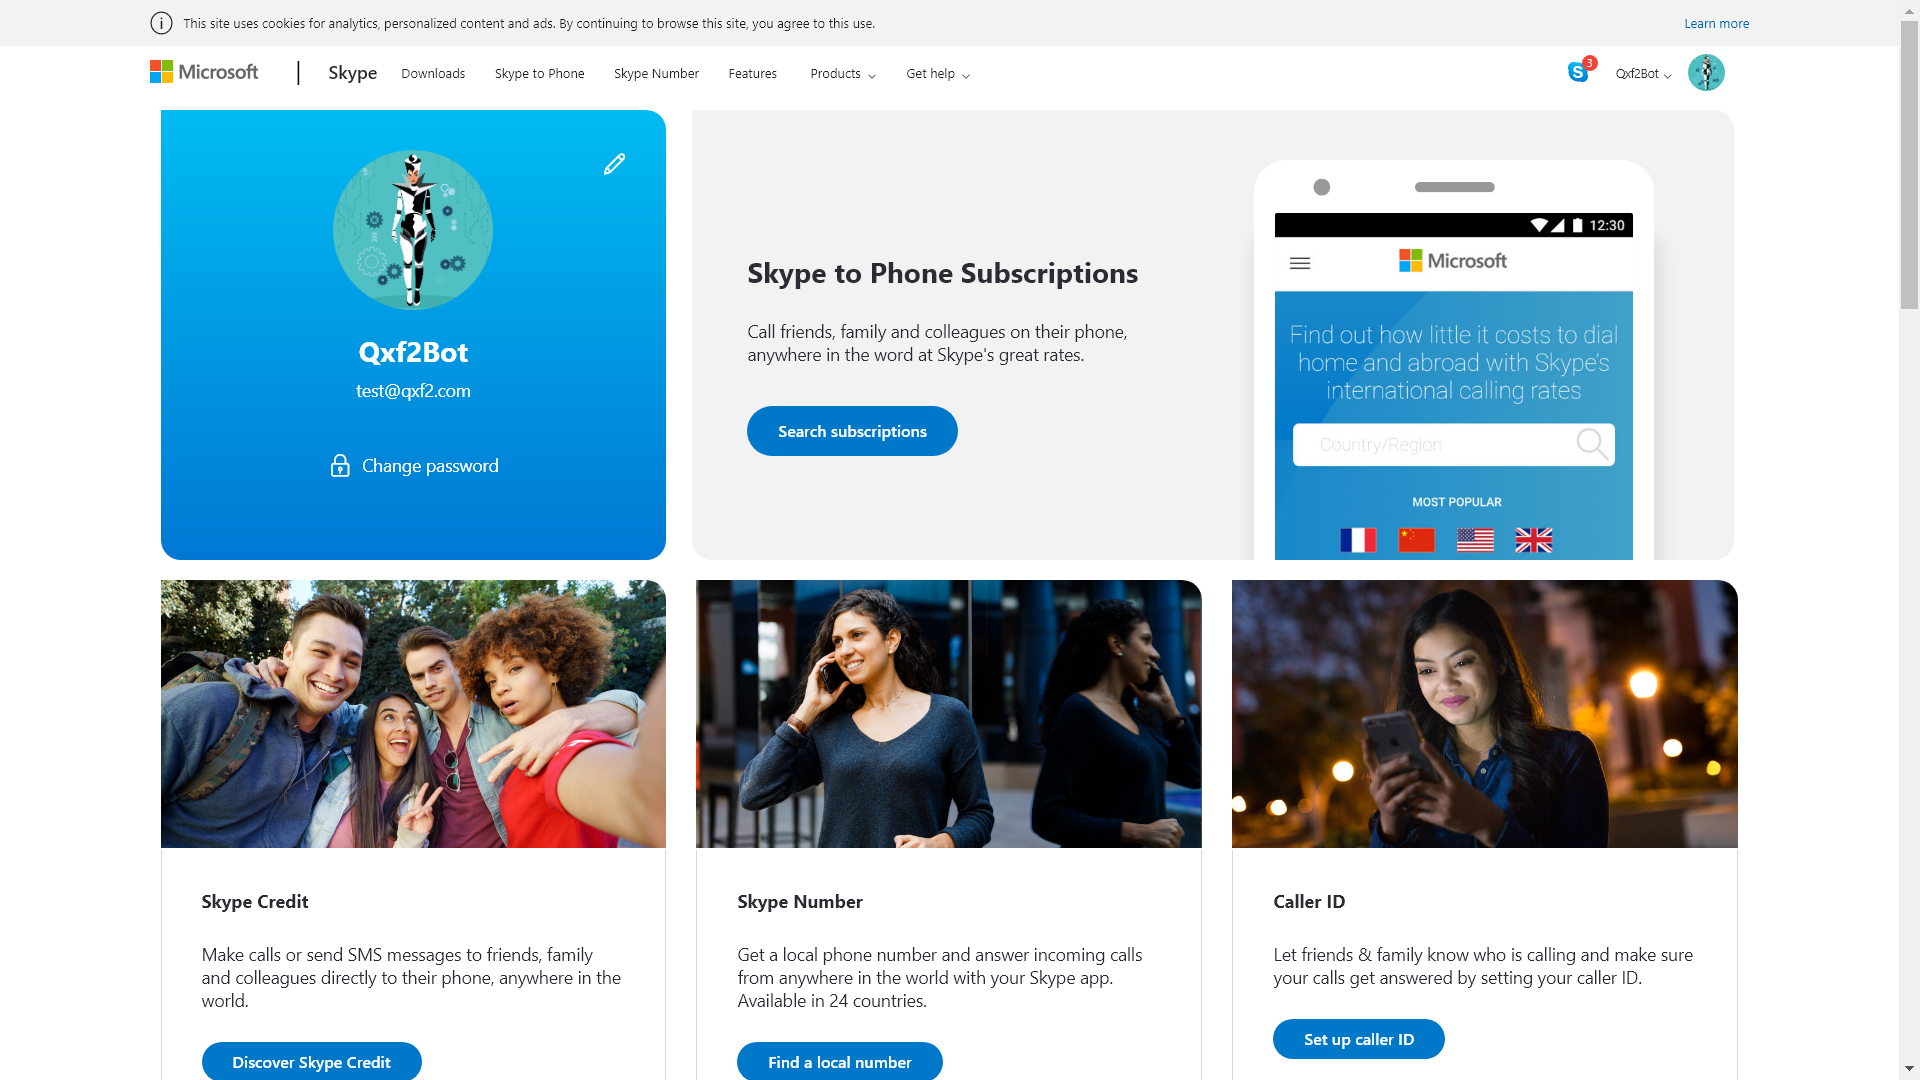 This site uses cookies for analytics, personalized content and ads. By continuing to browse this site, you agree to this use.
Learn more
Microsoft
Skype
Downloads
Skype to Phone
Skype Number
Features
Products
Get help
3
Qxf2Bot
Qxf2Bot
test@qxf2.com
Change password
Skype to Phone Subscriptions
Call friends, family and colleagues on their phone,
anywhere in the word at Skype's great rates.
Search subscriptions
12:30
Microsoft
Find out how little it costs to dial
home and abroad with Skype's
international calling rates
Country/Region
MOST POPULAR
Skype Credit
Make calls or send SMS messages to friends, family
and colleagues directly to their phone, anywhere in the
world.
Discover Skype Credit
Skype Number
Get a local phone number and answer incoming calls
from anywhere in the world with your Skype app.
Available in 24 countries.
Find a local number
Caller ID
Let friends & family know who is calling and make sure
your calls get answered by setting your caller ID.
Set up caller ID